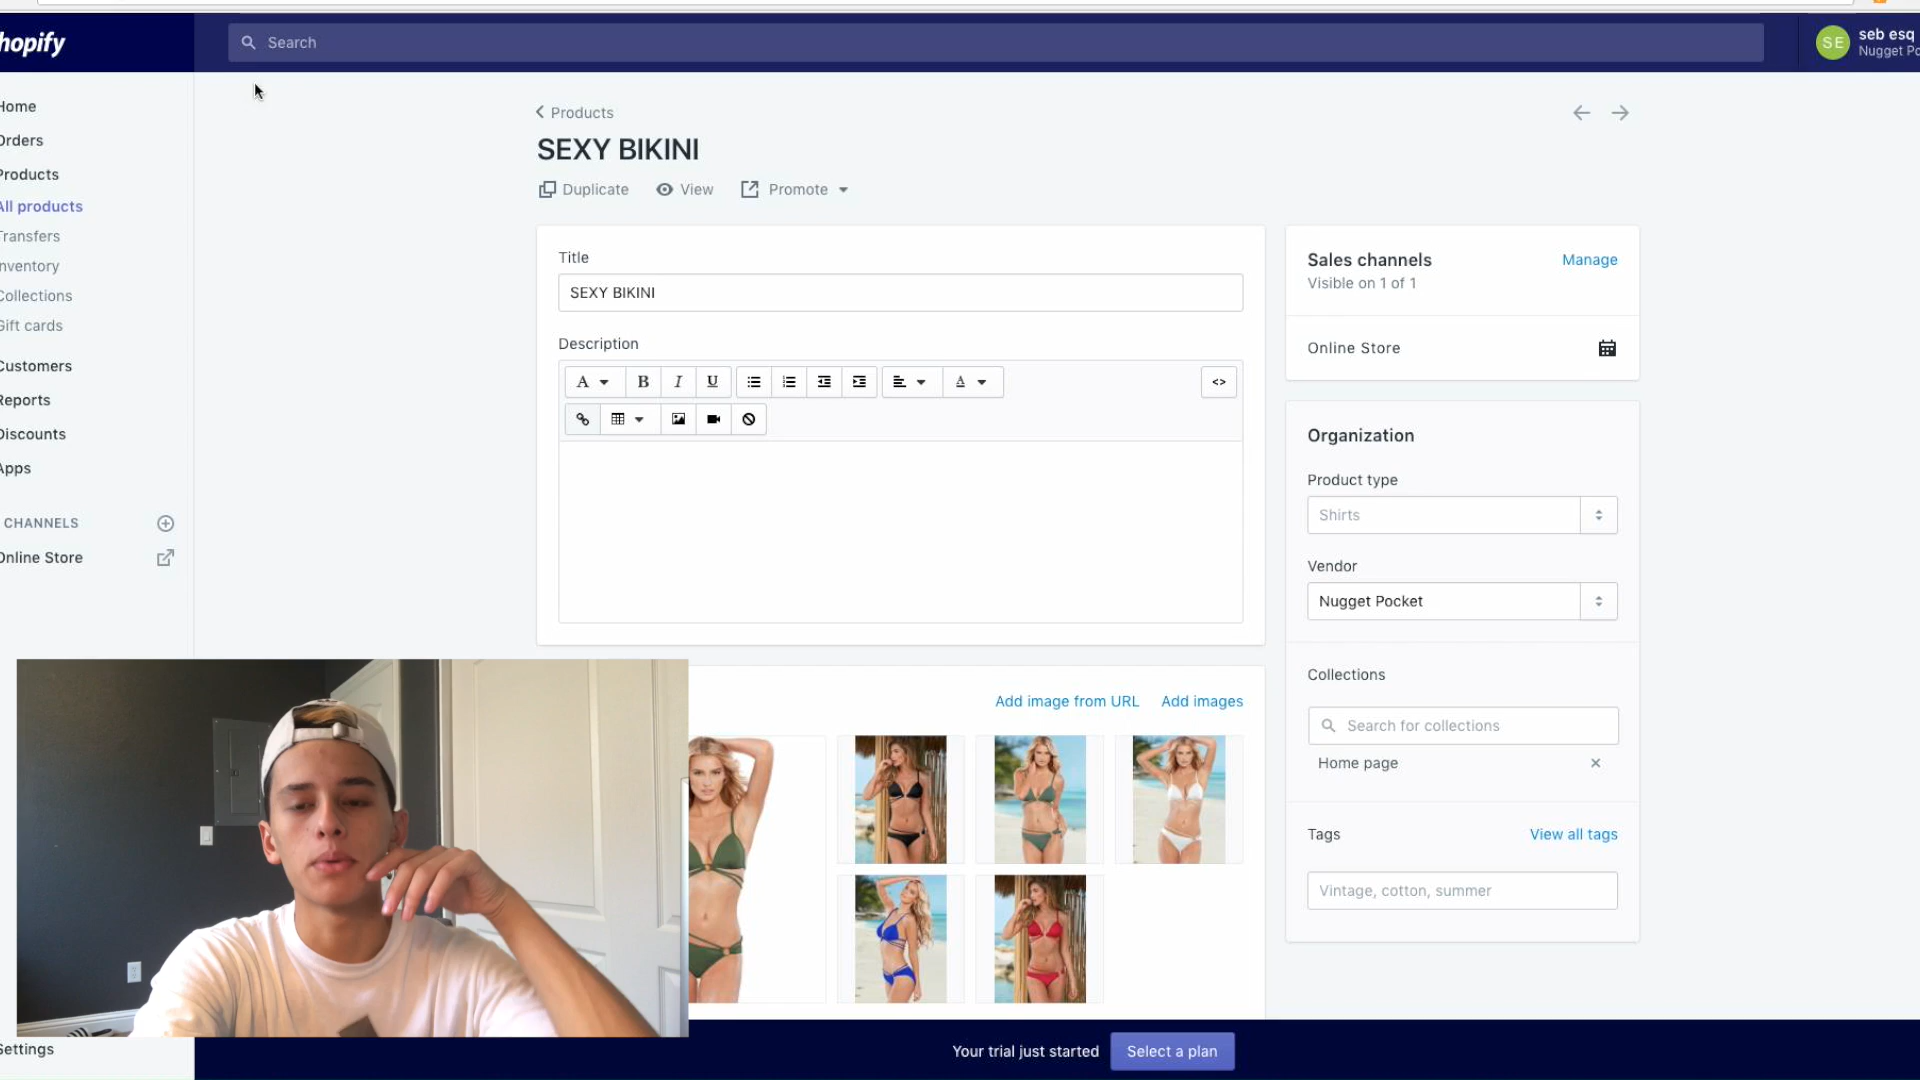 hopify
Search
SE
seb esq
Nugget Po
Home
Orders
Products
All products
Transfers
Inventory
Collections
Gift cards
Customers
Reports
Discounts
Apps
CHANNELS
Online Store
Settings
Products
SEXY BIKINI
Duplicate
View
Promote
Title
SEXY BIKINI
Description
A
B
I
U
A
<>
Add image from URL
Add images
Sales channels
Manage
Visible on 1 of 1
Online Store
Organization
Product type
Shirts
Vendor
Nugget Pocket
Collections
Search for collections
Home page
Tags
View all tags
Vintage, cotton, summer
Your trial just started
Select a plan